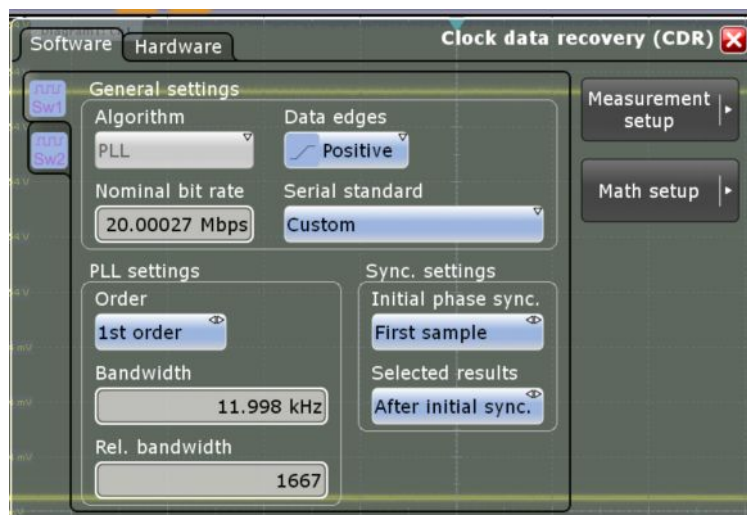 Clock data recovery (CDR)
Software
Hardware
Sw1
Sw2
General settings
Algorithm
Data edges
PLL
Positive
Nominal bit rate
Serial standard
20.00027 Mbps
Custom
PLL settings
Sync. settings
Order
Initial phase sync.
1st order
First sample
Bandwidth
Selected results
11.998 kHz
After initial sync.
Rel. bandwidth
1667
Measurement
setup
Math setup